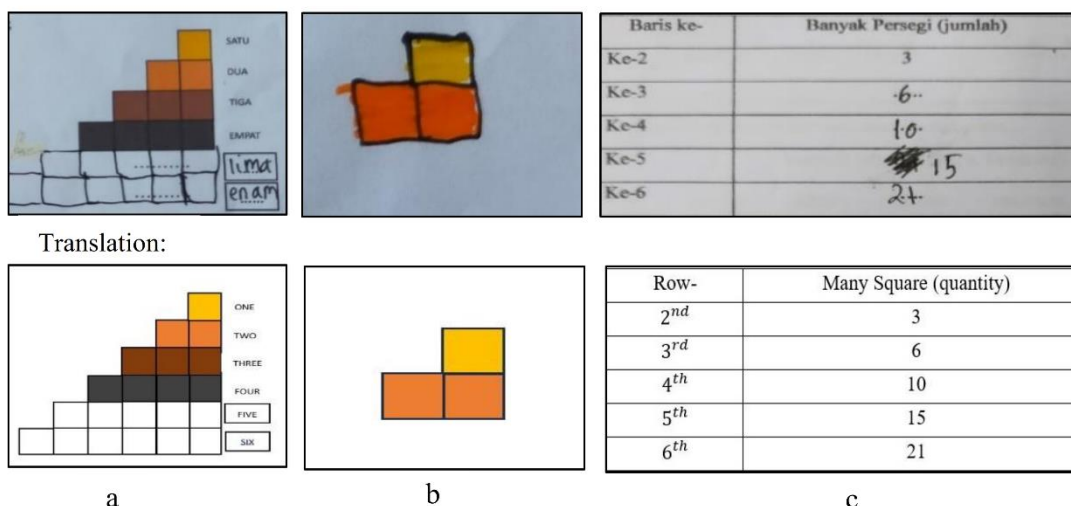 SATU
DUA
TIGA
EMPAT
.......... lima
.......... enam
Baris ke- Banyak Persegi (jumlah)
Ke-2 3
Ke-3 .6..
Ke-4 1.0.
Ke-5 15
Ke-6 21.
Translation:
ONE
TWO
THREE
FOUR
FIVE
SIX
Row- Many Square (quantity)
2nd 3
3rd 6
4th 10
5th 15
6th 21
a b c